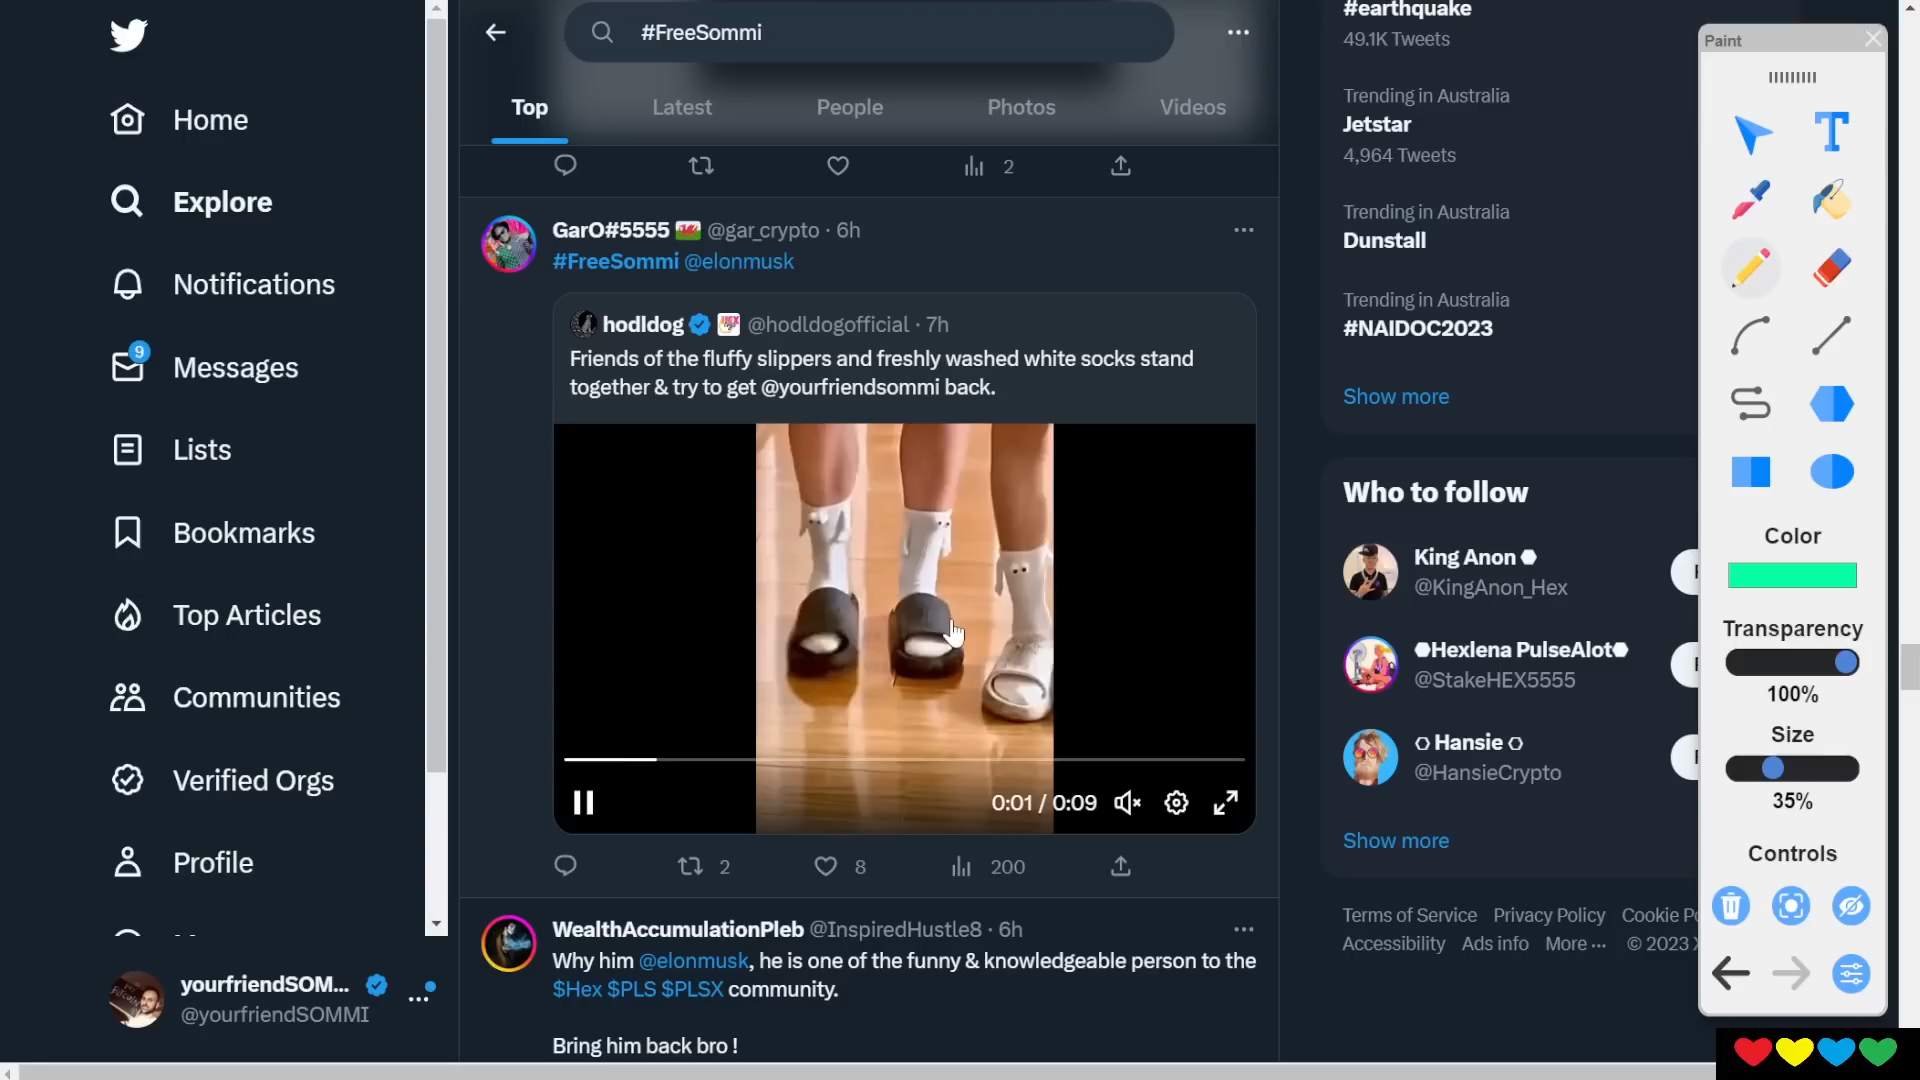 #FreeSommi
Top
Latest
People
Photos
Videos
Home
Explore
Notifications
9
Messages
Lists
Bookmarks
Top Articles
Communities
Verified Orgs
Profile
yourfriendSOM...
@yourfriendSOMMI
2
GarO#5555 @gar_crypto · 6h
#FreeSommi @elonmusk
hodldog @hodldogofficial · 7h
Friends of the fluffy slippers and freshly washed white socks stand
together & try to get @yourfriendsommi back.
0:01 / 0:09
2
8
200
WealthAccumulationPleb @InspiredHustle8 · 6h
Why him @elonmusk, he is one of the funny & knowledgeable person to the
$Hex $PLS $PLSX community.
Bring him back bro !
#earthquake
49.1K Tweets
Trending in Australia
Jetstar
4,964 Tweets
Trending in Australia
Dunstall
Trending in Australia
#NAIDOC2023
Show more
Who to follow
King Anon
@KingAnon_Hex
Hexlena PulseAlot
@StakeHEX5555
Hansie
@HansieCrypto
Show more
Terms of Service Privacy Policy Cookie
Accessibility Ads info More ··· © 2023
Paint
Color
Transparency
100%
Size
35%
Controls